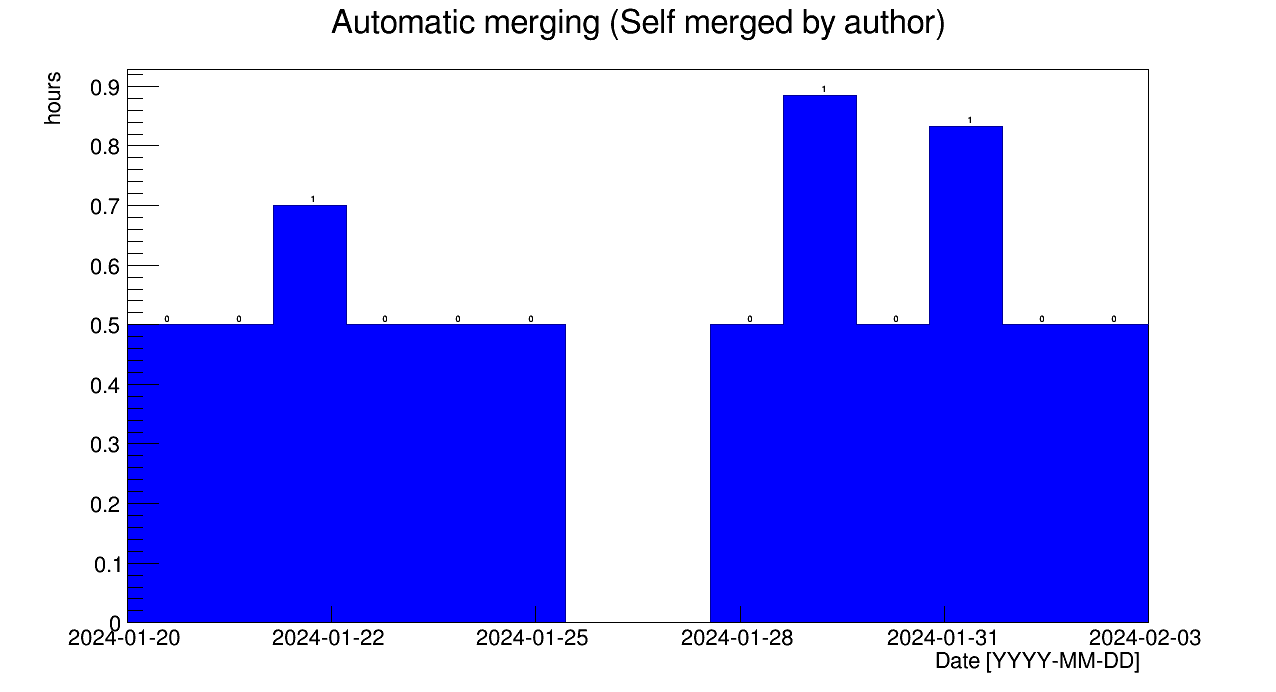 Automatic merging (Self merged by author)
hours
0.9
0.8
0.7
0.6
0.5
0.4
0.3
0.2
0.1
0
0 0 1 0 0 0 0 1 0 1 0 0
2024-01-20 2024-01-22 2024-01-25 2024-01-28 2024-01-31 2024-02-03
Date [YYYY-MM-DD]